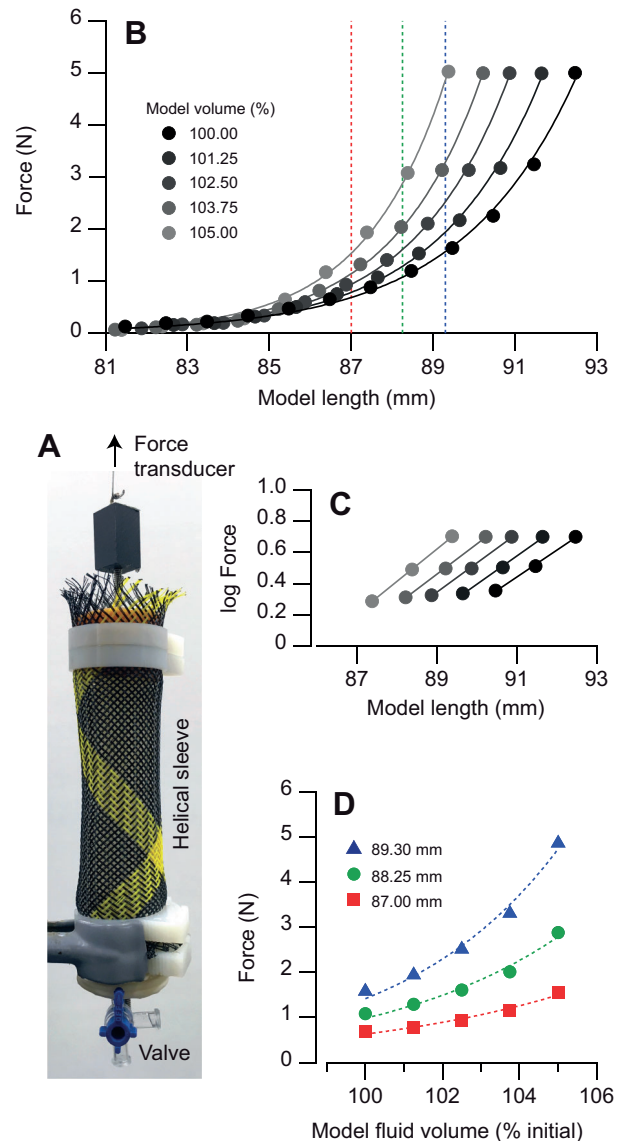 B
6
5
4
3
2
1
0
Force (N)
Model volume (%)
100.00
101.25
102.50
103.75
105.00
81
83
85
87
89
91
93
Model length (mm)
A
Force
transducer
Helical sleeve
Valve
C
1.0
0.8
0.6
0.4
0.2
0
log Force
87
89
91
93
Model length (mm)
D
6
5
4
3
2
1
0
Force (N)
89.30 mm
88.25 mm
87.00 mm
100
102
104
106
Model fluid volume (% initial)